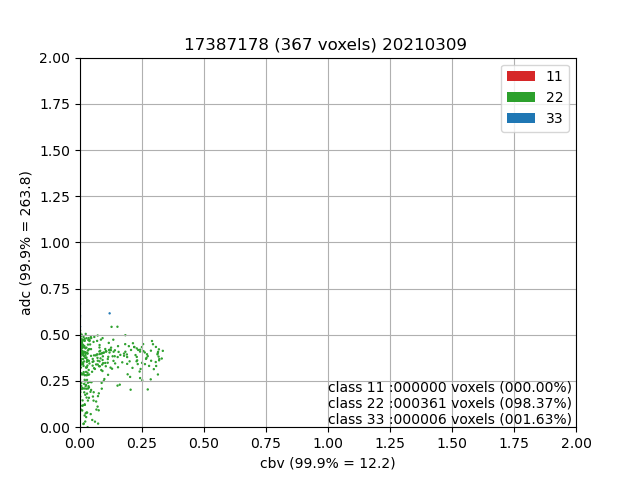 17387178 (367 voxels) 20210309
2.00
1.75
1.50
1.25
1.00
0.75
0.50
0.25
0.00
adc (99.9% = 263.8)
11
22
33
class 11 :000000 voxels (000.00%)
class 22 :000361 voxels (098.37%)
class 33 :000006 voxels (001.63%)
0.00 0.25 0.50 0.75 1.00 1.25 1.50 1.75 2.00
cbv (99.9% = 12.2)